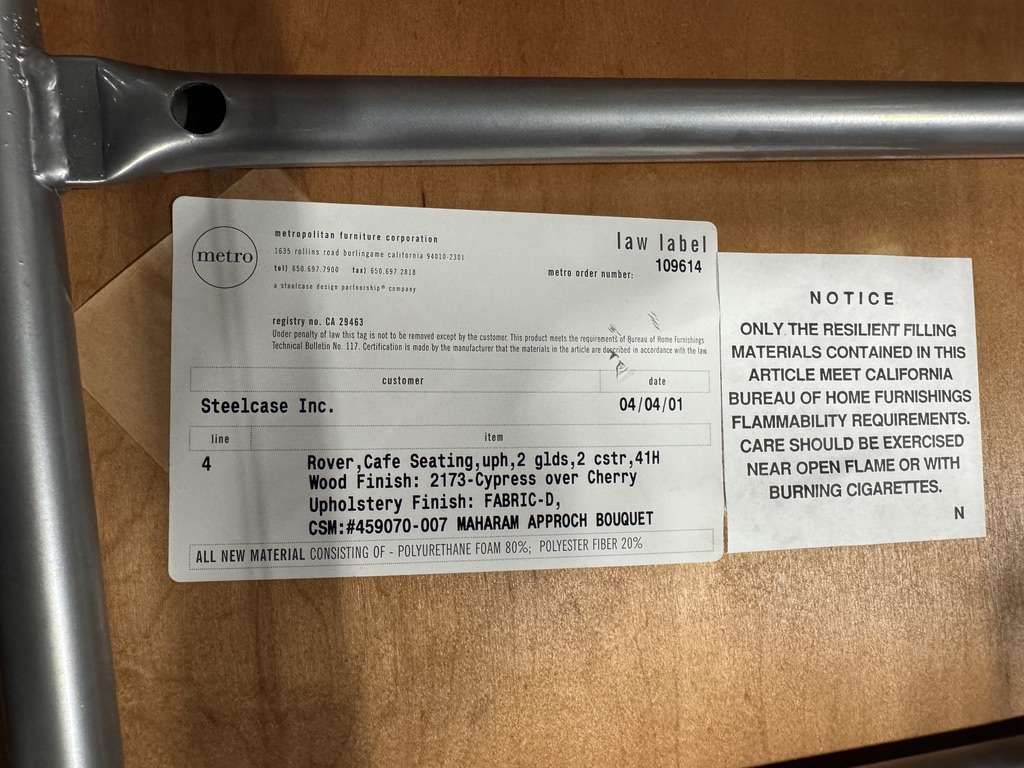 metro
metropolitan furniture corporation
1635 rollins road burlingame california 94010-2301
tel) 650.697.7900 fax) 650.697.2818
a steelcase design partnership® company
law label
metro order number: 109614
registry no. CA 29463
Under penalty of law this tag is not to be removed except by the customer. This product meets the requirements of Bureau of Home Furnishings
Technical Bulletin No. 117. Certification is made by the manufacturer that the materials in the article are described in accordance with the law
customer date
Steelcase Inc. 04/04/01
line item
4 Rover,Cafe Seating,uph,2 glds,2 cstr,41H
Wood Finish: 2173-Cypress over Cherry
Upholstery Finish: FABRIC-D,
CSM:#459070-007 MAHARAM APPROCH BOUQUET
ALL NEW MATERIAL CONSISTING OF - POLYURETHANE FOAM 80%; POLYESTER FIBER 20%
NOTICE
ONLY THE RESILIENT FILLING
MATERIALS CONTAINED IN THIS
ARTICLE MEET CALIFORNIA
BUREAU OF HOME FURNISHINGS
FLAMMABILITY REQUIREMENTS.
CARE SHOULD BE EXERCISED
NEAR OPEN FLAME OR WITH
BURNING CIGARETTES.
N